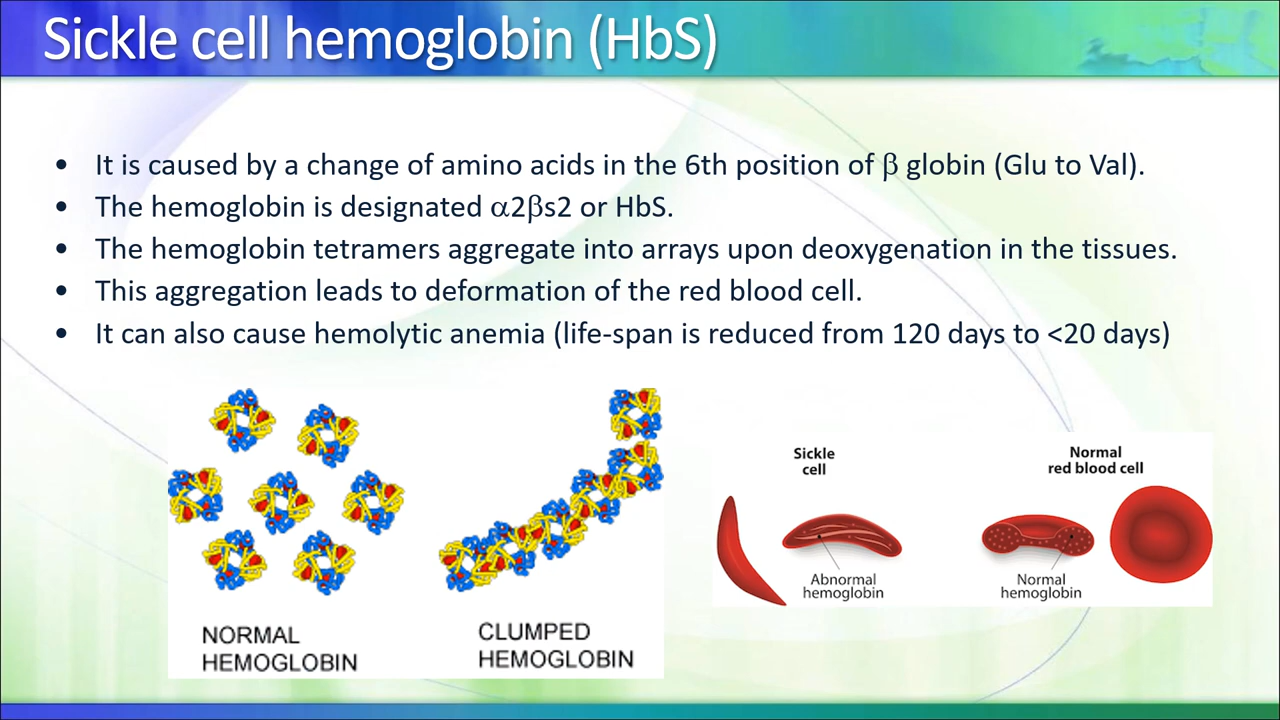 Sickle cell hemoglobin (HbS)
• It is caused by a change of amino acids in the 6th position of β globin (Glu to Val).
• The hemoglobin is designated α2βs2 or HbS.
• The hemoglobin tetramers aggregate into arrays upon deoxygenation in the tissues.
• This aggregation leads to deformation of the red blood cell.
• It can also cause hemolytic anemia (life-span is reduced from 120 days to <20 days)
NORMAL
HEMOGLOBIN
CLUMPED
HEMOGLOBIN
Sickle
cell
Abnormal
hemoglobin
Normal
red blood cell
Normal
hemoglobin